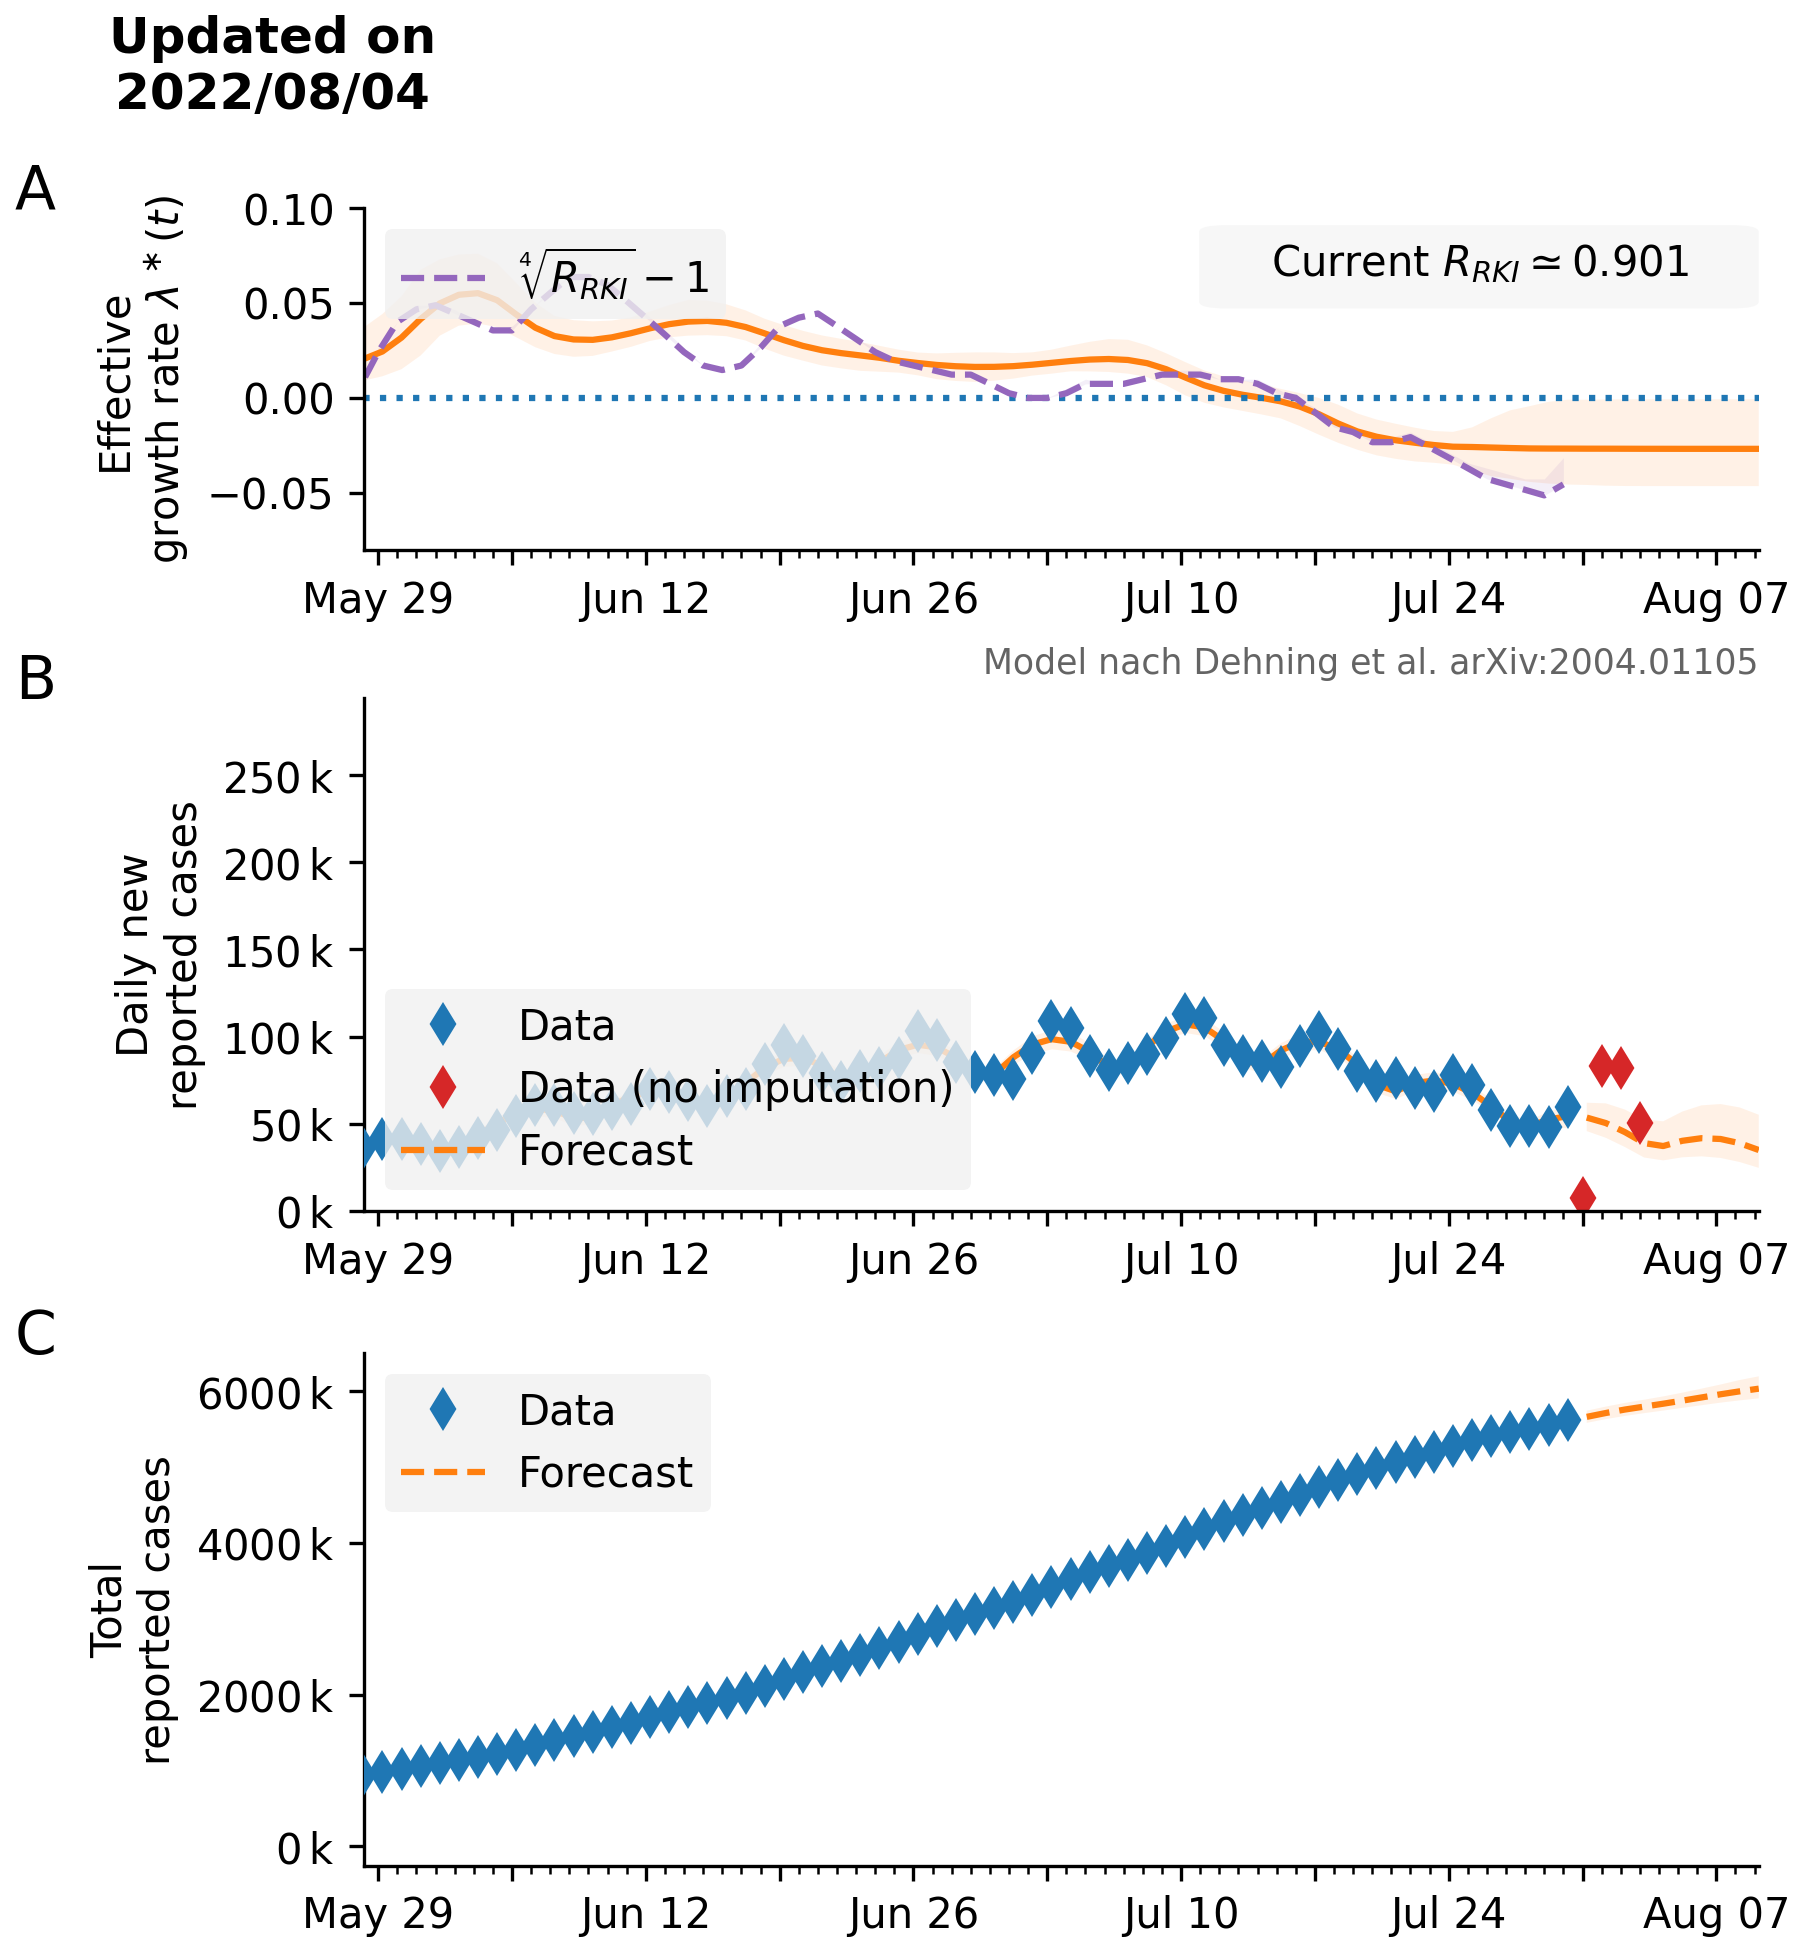 Updated on
2022/08/04
A
Effective
growth rate λ * (t)
0.10
0.05
0.00
−0.05
∜R_RKI − 1
Current R_RKI ≃ 0.901
May 29 Jun 12 Jun 26 Jul 10 Jul 24 Aug 07
Model nach Dehning et al. arXiv:2004.01105
B
Daily new
reported cases
250 k
200 k
150 k
100 k
50 k
0 k
Data
Data (no imputation)
Forecast
May 29 Jun 12 Jun 26 Jul 10 Jul 24 Aug 07
C
Total
reported cases
6000 k
4000 k
2000 k
0 k
Data
Forecast
May 29 Jun 12 Jun 26 Jul 10 Jul 24 Aug 07